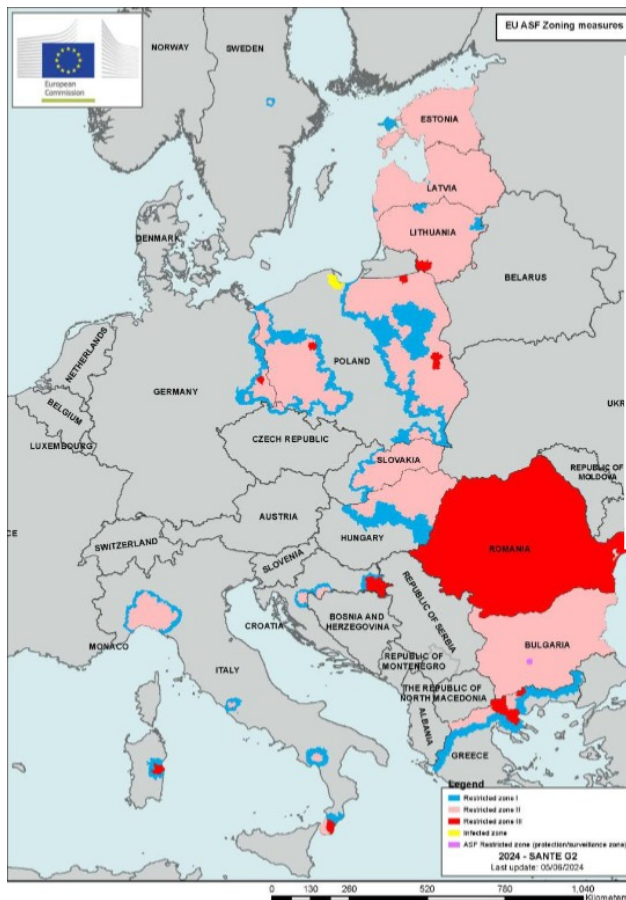 EU ASF Zoning measures
European
Commission
NORWAY
SWEDEN
ESTONIA
LATVIA
LITHUANIA
DENMARK
BELARUS
NETHERLANDS
POLAND
GERMANY
BELGIUM
UKR
LUXEMBOURG
CZECH REPUBLIC
SLOVAKIA
REPUBLIC OF
MOLDOVA
CE
AUSTRIA
HUNGARY
SWITZERLAND
ROMANIA
SLOVENIA
REPUBLIC OF SERBIA
CROATIA
BOSNIA AND
HERZEGOVINA
MONACO
BULGARIA
ITALY
REPUBLIC OF
MONTENEGRO
THE REPUBLIC OF
NORTH MACEDONIA
ALBANIA
GREECE
Legend
Restricted zone I
Restricted zone II
Restricted zone III
Infected zone
ASF Restricted zone (protection/surveillance zone)
2024 - SANTE G2
Last update: 05/06/2024
0 130 260 520 780 1,040
Kilometers